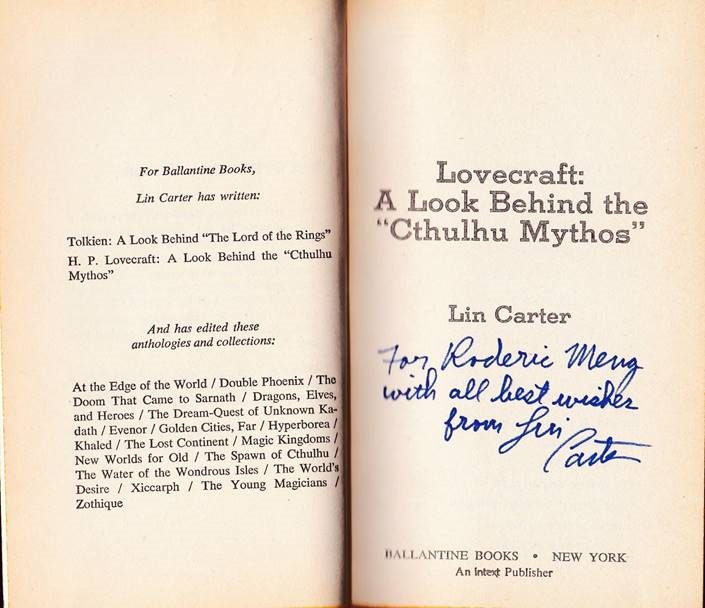 For Ballantine Books,
Lin Carter has written:
Tolkien: A Look Behind "The Lord of the Rings"
H. P. Lovecraft: A Look Behind the "Cthulhu
Mythos"
And has edited these
anthologies and collections:
At the Edge of the World / Double Phoenix / The
Doom That Came to Sarnath / Dragons, Elves,
and Heroes / The Dream-Quest of Unknown Ka-
dath / Evenor / Golden Cities, Far / Hyperborea /
Khaled / The Lost Continent / Magic Kingdoms /
New Worlds for Old / The Spawn of Cthulhu /
The Water of the Wondrous Isles / The World's
Desire / Xiccarph / The Young Magicians /
Zothique
Lovecraft:
A Look Behind the
"Cthulhu Mythos"
Lin Carter
For Roderic Meng
with all best wishes
from Lin
Carter
BALLANTINE BOOKS • NEW YORK
An Intext Publisher